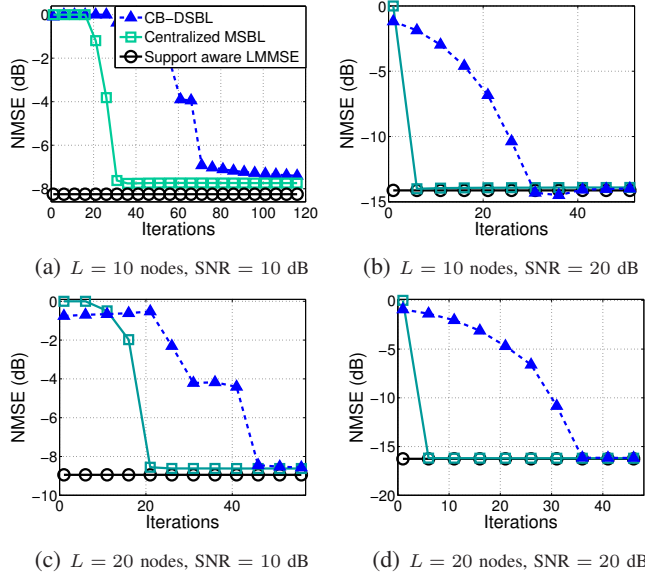 0
−2
−4
−6
−8
NMSE (dB)
0 20 40 60 80 100 120
Iterations
CB−DSBL
Centralized MSBL
Support aware LMMSE
(a) L = 10 nodes, SNR = 10 dB
0
−5
−10
−15
NMSE (dB)
0 20 40
Iterations
(b) L = 10 nodes, SNR = 20 dB
0
−2
−4
−6
−8
−10
NMSE (dB)
0 20 40
Iterations
(c) L = 20 nodes, SNR = 10 dB
0
−5
−10
−15
−20
NMSE (dB)
0 10 20 30 40
Iterations
(d) L = 20 nodes, SNR = 20 dB